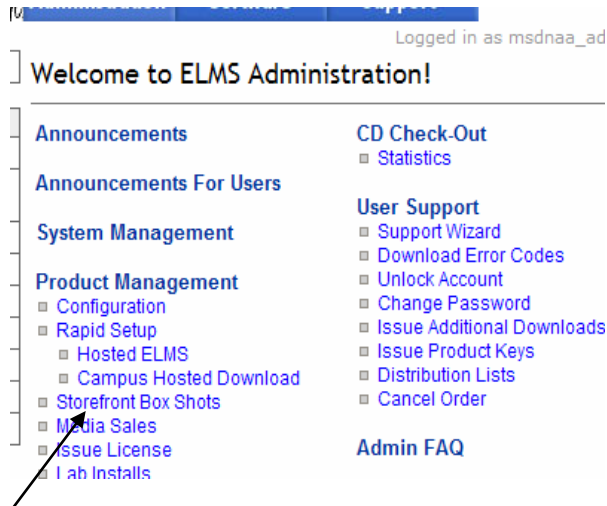 Logged in as msdnaa_ad
Welcome to ELMS Administration!
Announcements
Announcements For Users
System Management
Product Management
Configuration
Rapid Setup
Hosted ELMS
Campus Hosted Download
Storefront Box Shots
Media Sales
Issue License
Lab Installs
CD Check-Out
Statistics
User Support
Support Wizard
Download Error Codes
Unlock Account
Change Password
Issue Additional Downloads
Issue Product Keys
Distribution Lists
Cancel Order
Admin FAQ